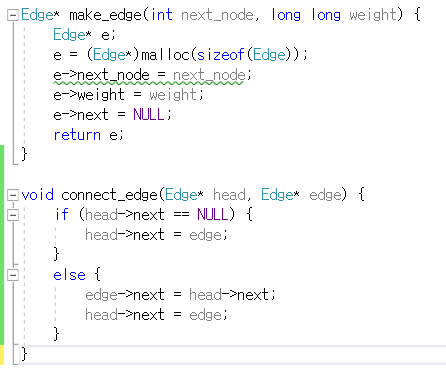 Edge* make_edge(int next_node, long long weight) {
    Edge* e;
    e = (Edge*)malloc(sizeof(Edge));
    e->next_node = next_node;
    e->weight = weight;
    e->next = NULL;
    return e;
}

void connect_edge(Edge* head, Edge* edge) {
    if (head->next == NULL) {
        head->next = edge;
    }
    else {
        edge->next = head->next;
        head->next = edge;
    }
}